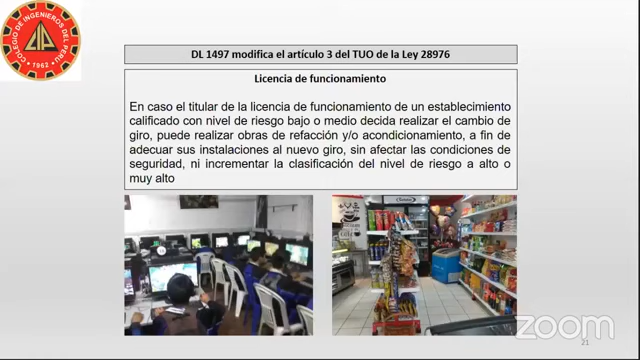 COLEGIO DE INGENIEROS DEL PERU
1962
DL 1497 modifica el artículo 3 del TUO de la Ley 28976
Licencia de funcionamiento
En caso el titular de la licencia de funcionamiento de un establecimiento
calificado con nivel de riesgo bajo o medio decida realizar el cambio de
giro, puede realizar obras de refacción y/o acondicionamiento, a fin de
adecuar sus instalaciones al nuevo giro, sin afectar las condiciones de
seguridad, ni incrementar la clasificación del nivel de riesgo a alto o
muy alto
zoom
21